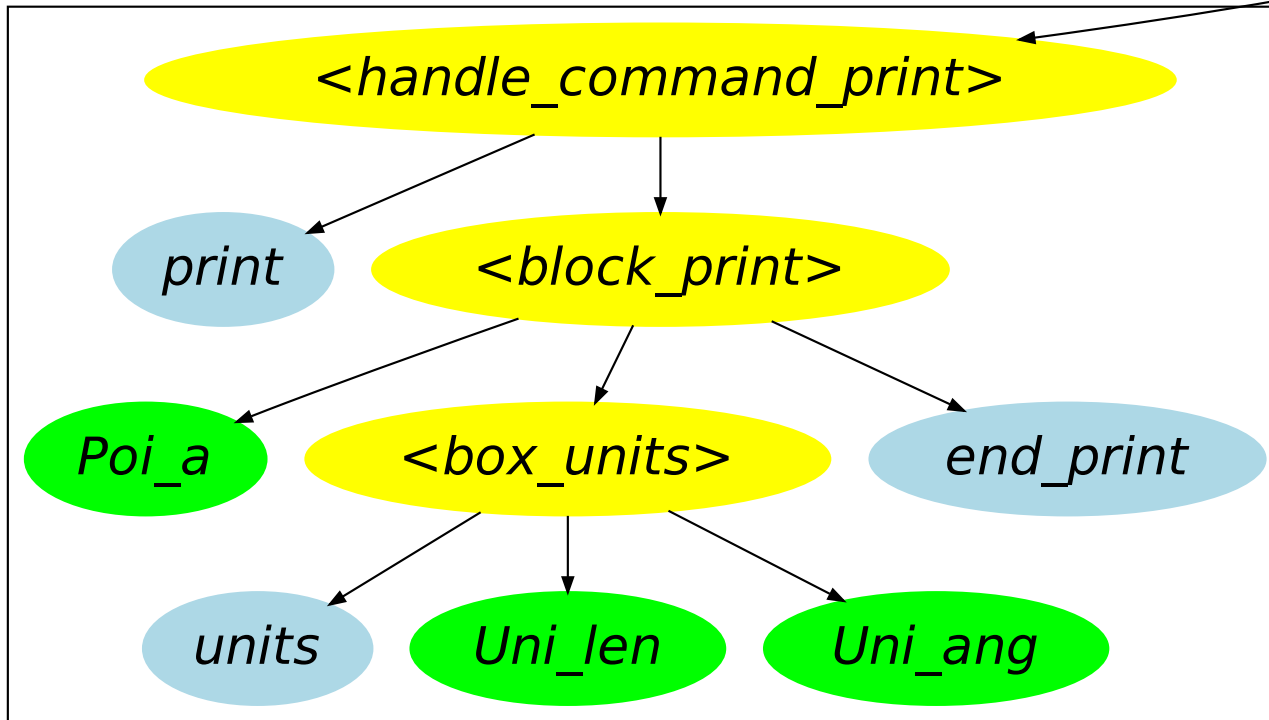 <handle_command_print>
print
<block_print>
Poi_a
<box_units>
end_print
units
Uni_len
Uni_ang